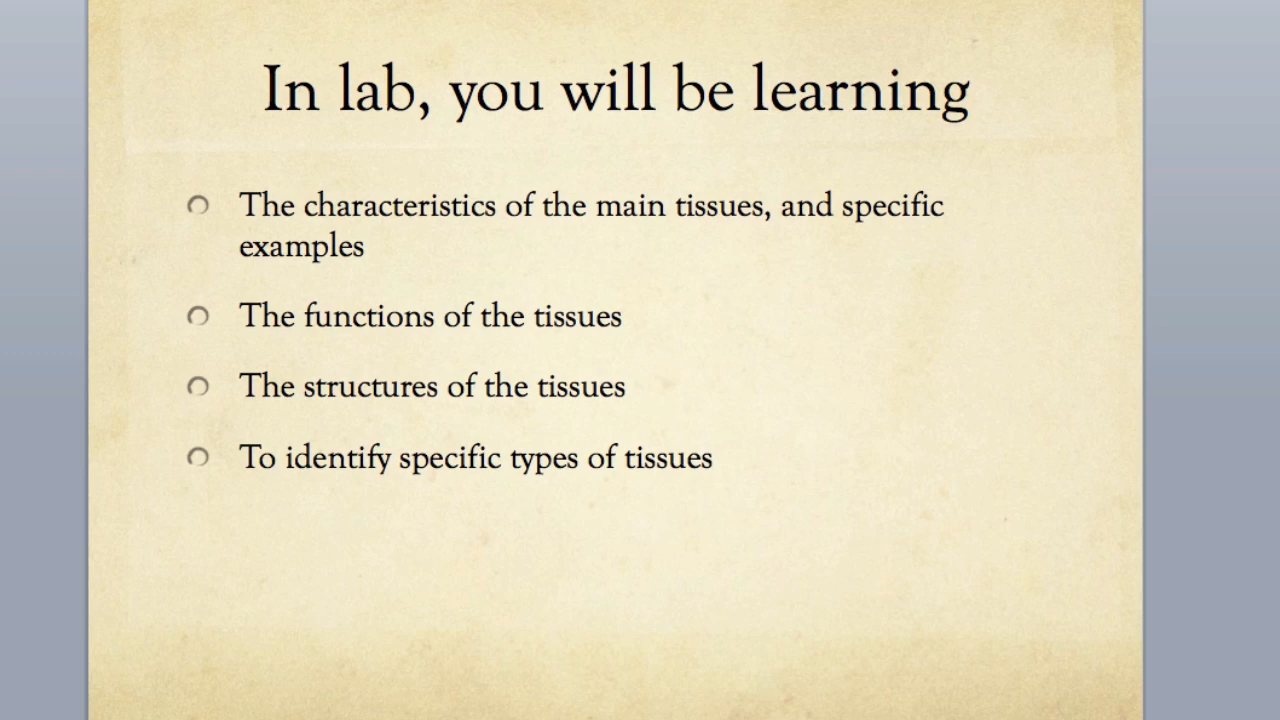 In lab, you will be learning
The characteristics of the main tissues, and specific
examples
The functions of the tissues
The structures of the tissues
To identify specific types of tissues